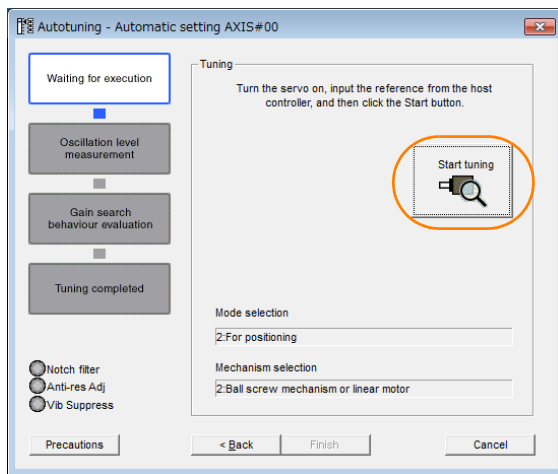 Autotuning - Automatic setting AXIS#00
Waiting for execution
Oscillation level
measurement
Gain search
behaviour evaluation
Tuning completed
Notch filter
Anti-res Adj
Vib Suppress
Tuning
Turn the servo on, input the reference from the host
controller, and then click the Start button.
Start tuning
Mode selection
2:For positioning
Mechanism selection
2:Ball screw mechanism or linear motor
Precautions
< Back
Finish
Cancel